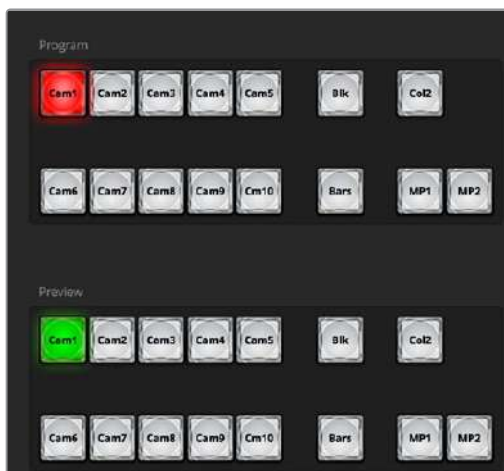 Program
Cam1 Cam2 Cam3 Cam4 Cam5 Blk Col2
Cam6 Cam7 Cam8 Cam9 Cm10 Bars MP1 MP2
Preview
Cam1 Cam2 Cam3 Cam4 Cam5 Blk Col2
Cam6 Cam7 Cam8 Cam9 Cm10 Bars MP1 MP2